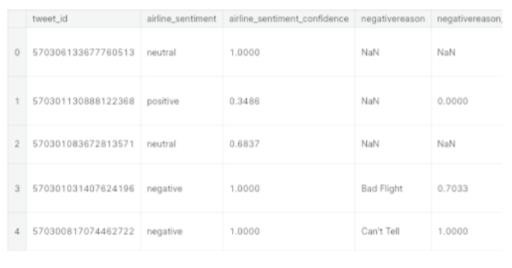 tweet_id airline_sentiment airline_sentiment_confidence negativereason negativereason_
0 570306133677760513 neutral 1.0000 NaN NaN
1 570301130888122368 positive 0.3486 NaN 0.0000
2 570301083672813571 neutral 0.6837 NaN NaN
3 570301031407624196 negative 1.0000 Bad Flight 0.7033
4 570300817074462722 negative 1.0000 Can't Tell 1.0000